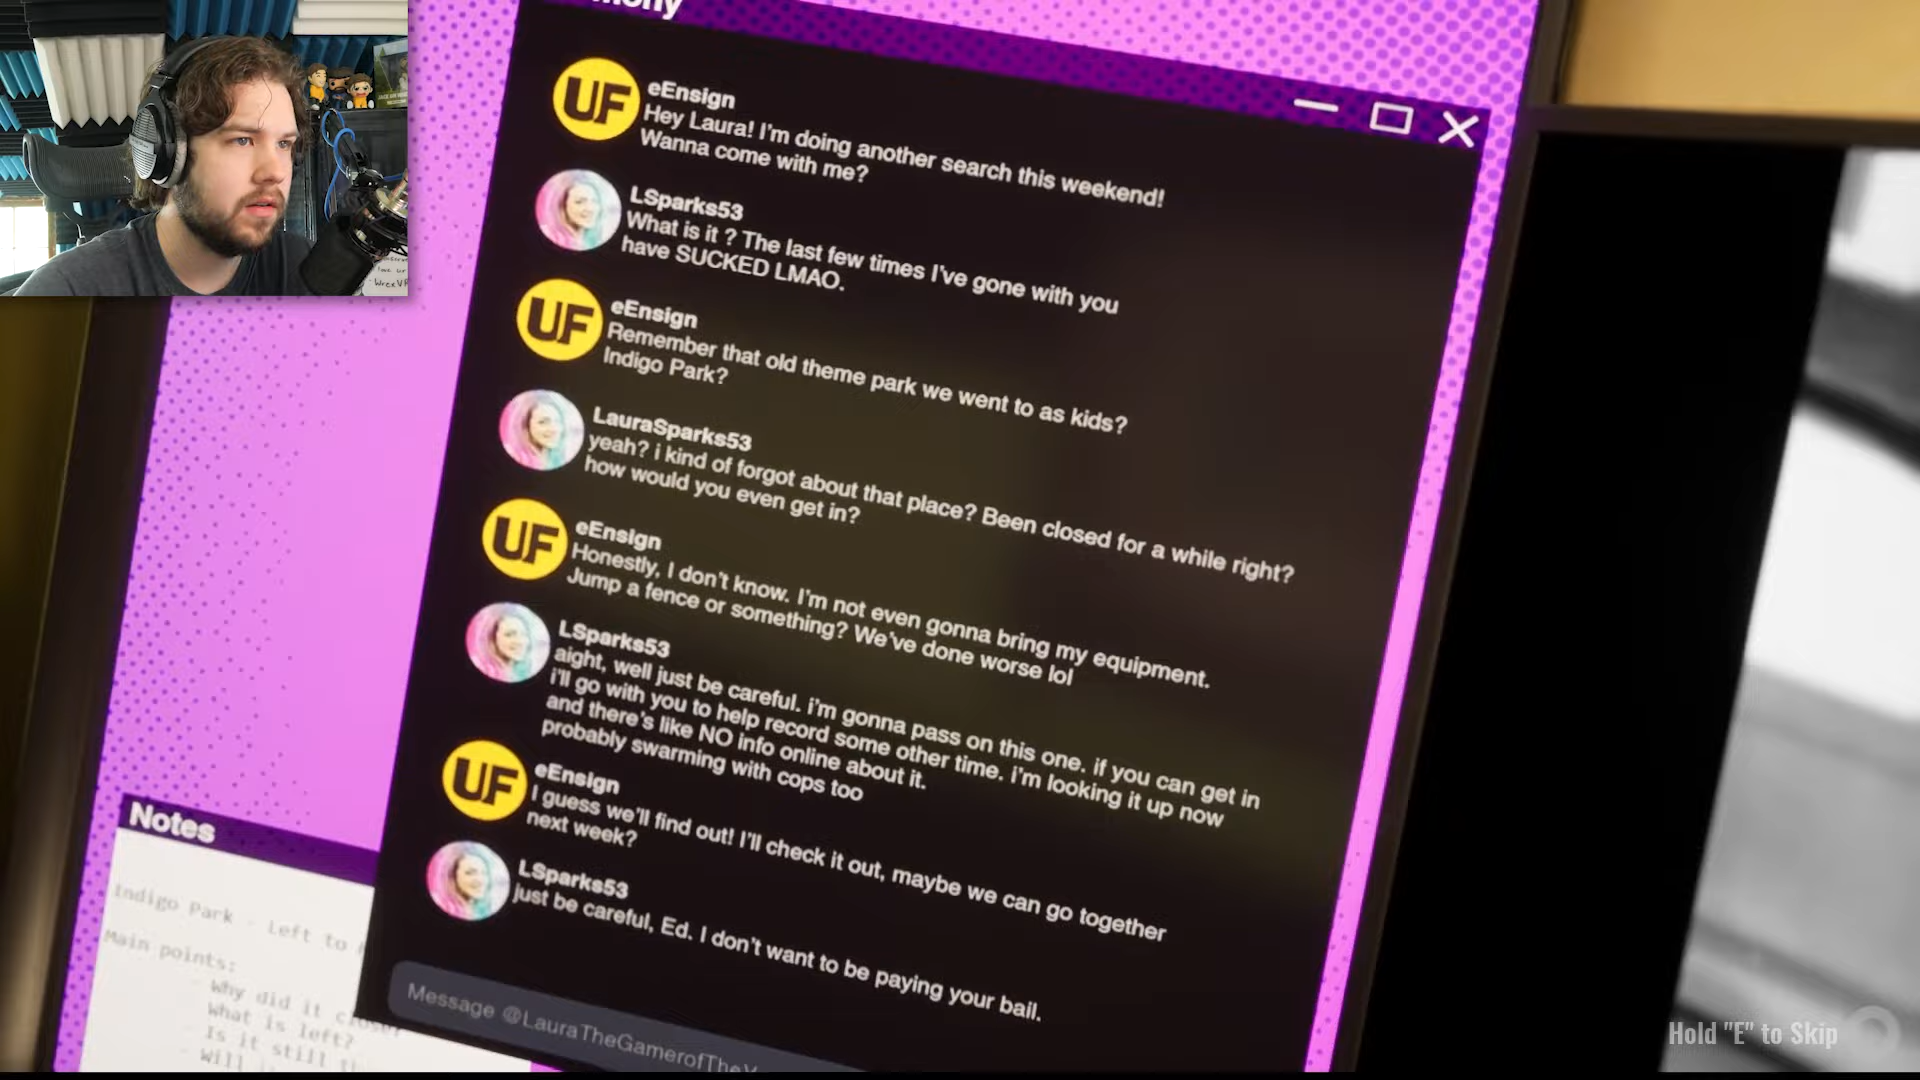 UF
eEnsign
Hey Laura! I'm doing another search this weekend!
Wanna come with me?
LSparks53
What is it ? The last few times I've gone with you
have SUCKED LMAO.
UF
eEnsign
Remember that old theme park we went to as kids?
Indigo Park?
LauraSparks53
yeah? i kind of forgot about that place? Been closed for a while right?
how would you even get in?
UF
eEnsign
Honestly, I don't know. I'm not even gonna bring my equipment.
Jump a fence or something? We've done worse lol
LSparks53
aight, well just be careful. i'm gonna pass on this one. if you can get in
i'll go with you to help record some other time. i'm looking it up now
and there's like NO info online about it.
probably swarming with cops too
UF
eEnsign
I guess we'll find out! I'll check it out, maybe we can go together
next week?
LSparks53
just be careful, Ed. I don't want to be paying your bail.
Message @LauraTheGamerofThe
Notes
Indigo Park - Left to
Main points:
- Why did it
What is left?
- Is it still
- Will
Hold "E" to Skip